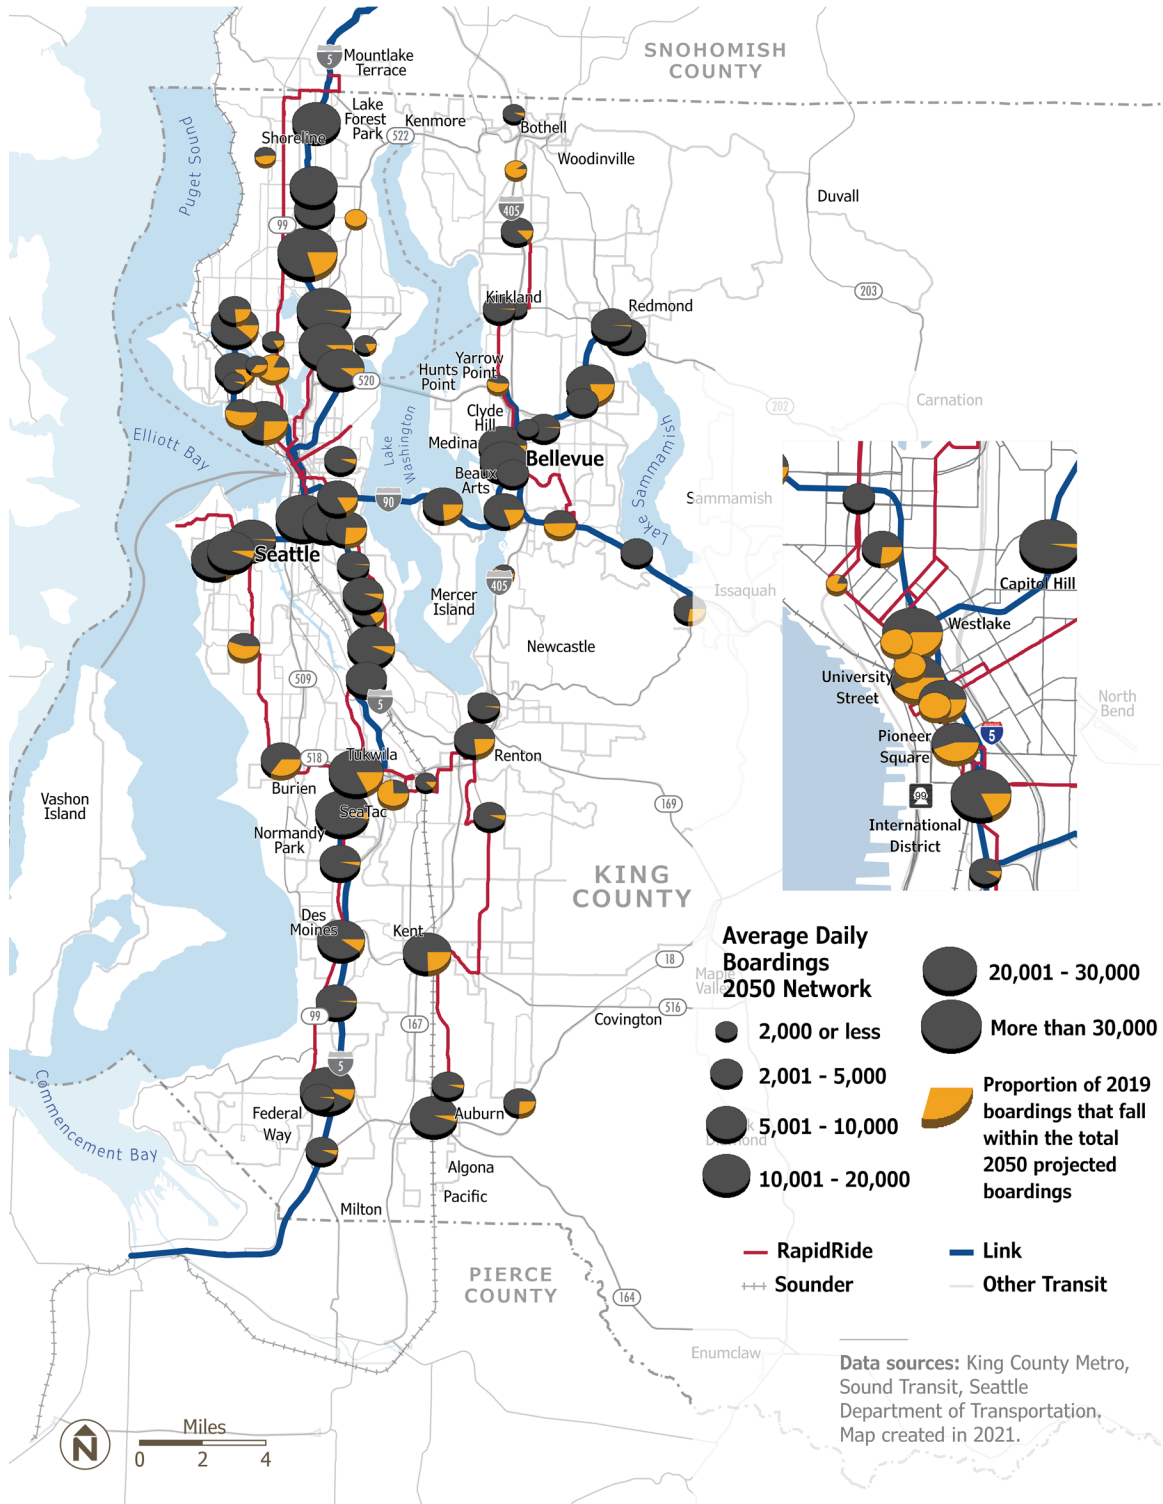 SNOHOMISH
COUNTY
5
Mountlake
Terrace
Lake
Forest
Park
Kenmore
Bothell
522
Shoreline
Woodinville
Puget Sound
Duvall
405
99
203
Kirkland
Redmond
Yarrow
Point
Hunts
Point
520
Carnation
202
Clyde
Hill
Lake
Washington
Medina
Elliott Bay
Bellevue
Beaux
Arts
Lake Sammamish
Sammamish
90
Seattle
405
Issaquah
Mercer
Island
Newcastle
509
5
518
Tukwila
Renton
Burien
SeaTac
Vashon
Island
Normandy
Park
169
KING
COUNTY
Des
Moines
Kent
18
Maple
Valley
516
99
167
Covington
5
Commencement Bay
Federal
Way
Auburn
Algona
Pacific
Milton
PIERCE
COUNTY
164
Enumclaw
North
Bend
Capitol Hill
Westlake
University
Street
Pioneer
Square
5
99
International
District
Average Daily
Boardings
2050 Network
2,000 or less
2,001 - 5,000
5,001 - 10,000
10,001 - 20,000
20,001 - 30,000
More than 30,000
Proportion of 2019
boardings that fall
within the total
2050 projected
boardings
RapidRide
Link
Sounder
Other Transit
Data sources: King County Metro,
Sound Transit, Seattle
Department of Transportation.
Map created in 2021.
N
Miles
0 2 4